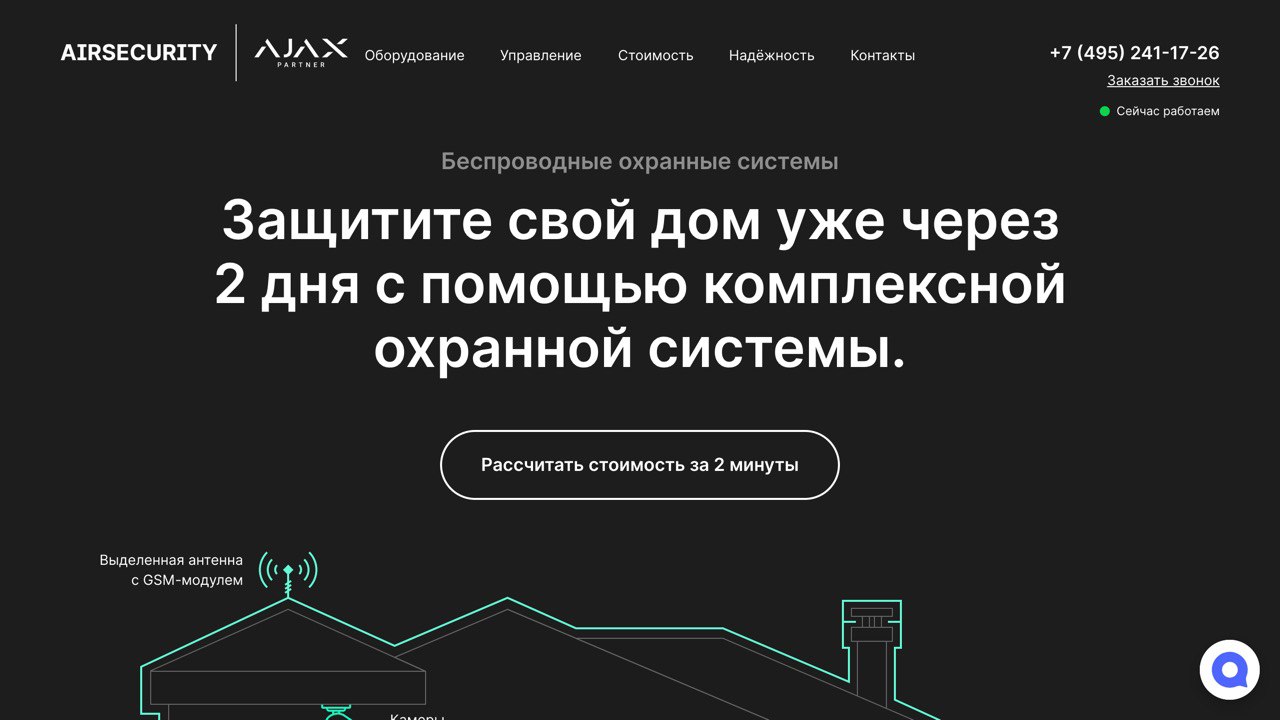 AIRSECURITY
AJAX
PARTNER
Оборудование
Управление
Стоимость
Надёжность
Контакты
+7 (495) 241-17-26
Заказать звонок
Сейчас работаем
Беспроводные охранные системы
Защитите свой дом уже через
2 дня с помощью комплексной
охранной системы.
Рассчитать стоимость за 2 минуты
Выделенная антенна
с GSM-модулем
Камеры